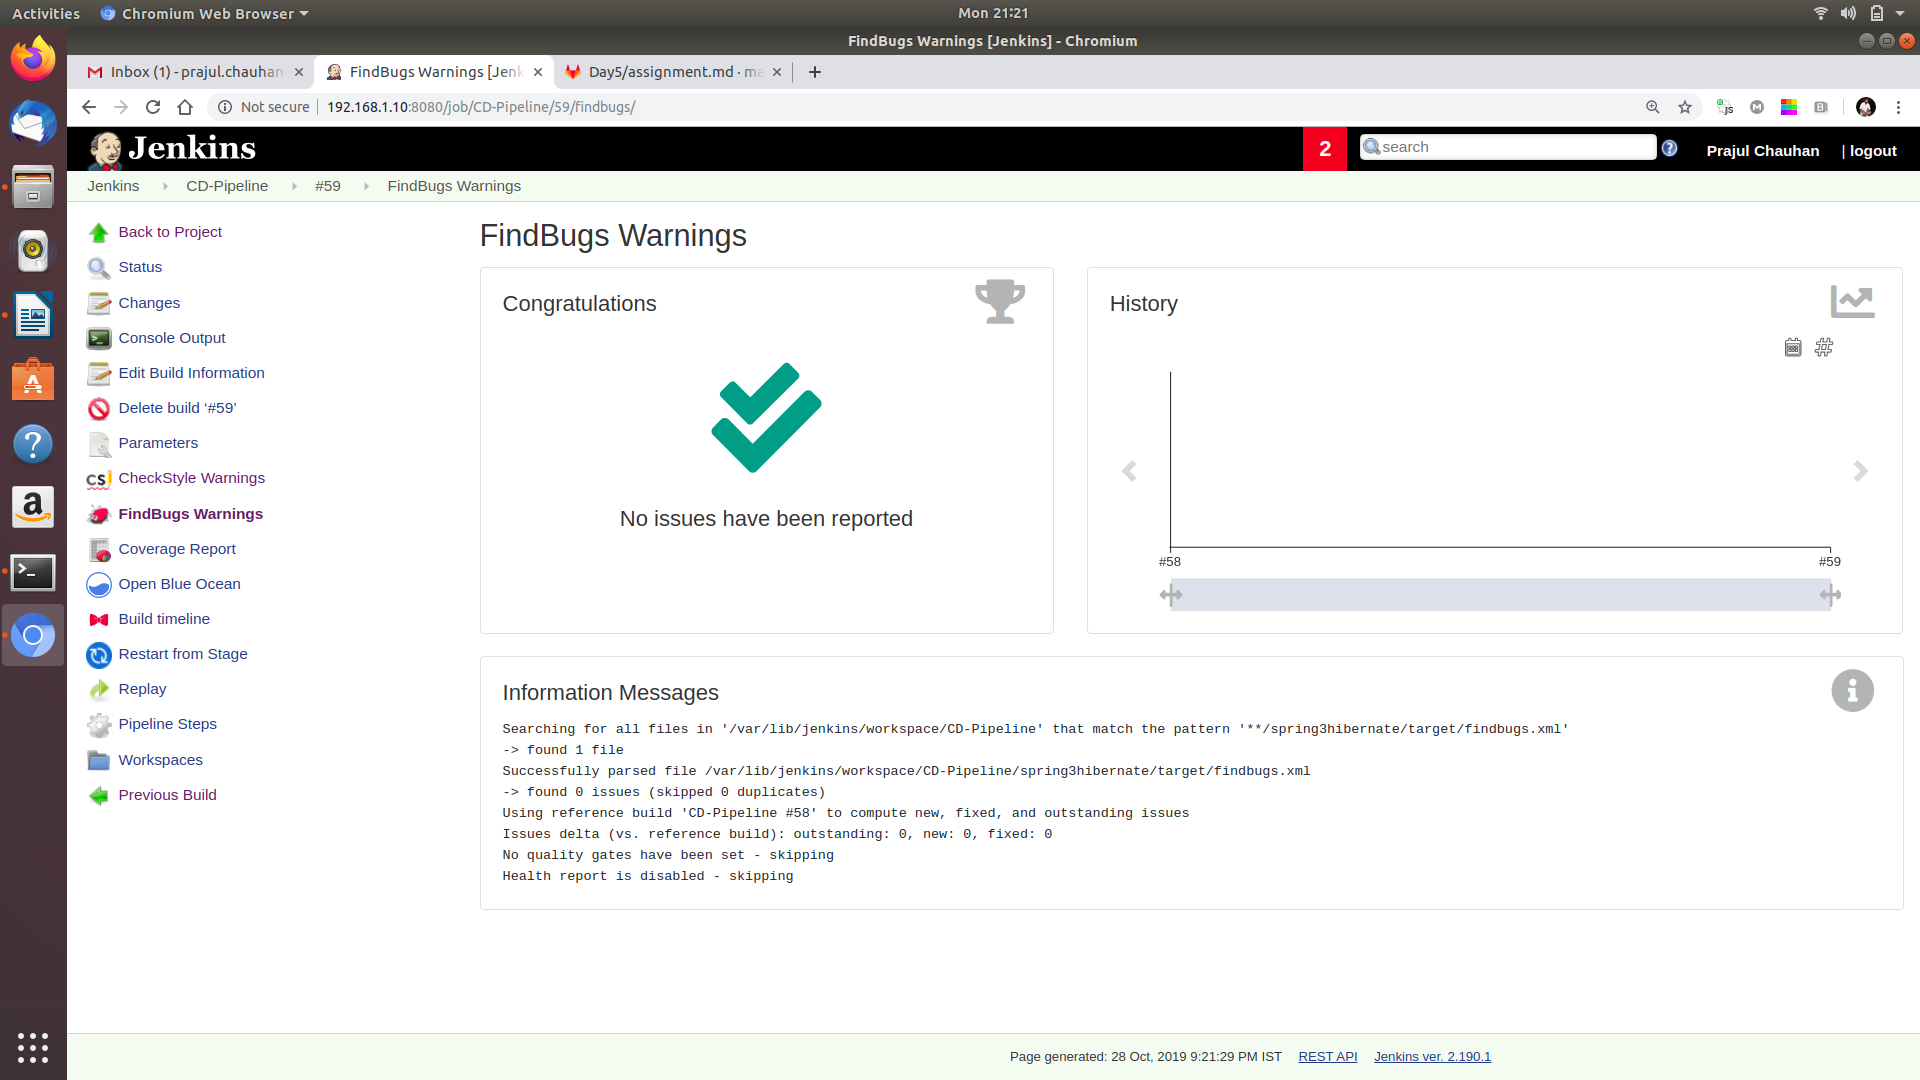 Activities
Chromium Web Browser
Mon 21:21
FindBugs Warnings [Jenkins] - Chromium
Inbox (1) - prajul.chauhan
FindBugs Warnings [Jenk
Day5/assignment.md · ma
Not secure
192.168.1.10:8080/job/CD-Pipeline/59/findbugs/
Jenkins
2
search
Prajul Chauhan
| logout
Jenkins
CD-Pipeline
#59
FindBugs Warnings
Back to Project
Status
Changes
Console Output
Edit Build Information
Delete build ‘#59’
Parameters
CheckStyle Warnings
FindBugs Warnings
Coverage Report
Open Blue Ocean
Build timeline
Restart from Stage
Replay
Pipeline Steps
Workspaces
Previous Build
FindBugs Warnings
Congratulations
No issues have been reported
History
#58
#59
Information Messages
Searching for all files in '/var/lib/jenkins/workspace/CD-Pipeline' that match the pattern '**/spring3hibernate/target/findbugs.xml'
-> found 1 file
Successfully parsed file /var/lib/jenkins/workspace/CD-Pipeline/spring3hibernate/target/findbugs.xml
-> found 0 issues (skipped 0 duplicates)
Using reference build 'CD-Pipeline #58' to compute new, fixed, and outstanding issues
Issues delta (vs. reference build): outstanding: 0, new: 0, fixed: 0
No quality gates have been set - skipping
Health report is disabled - skipping
Page generated: 28 Oct, 2019 9:21:29 PM IST
REST API
Jenkins ver. 2.190.1